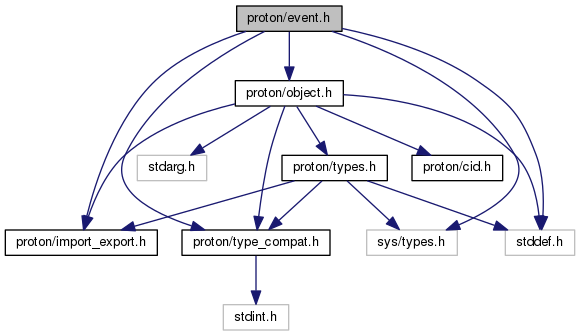 proton/event.h
proton/object.h
stdarg.h
proton/types.h
proton/cid.h
proton/import_export.h
proton/type_compat.h
sys/types.h
stddef.h
stdint.h